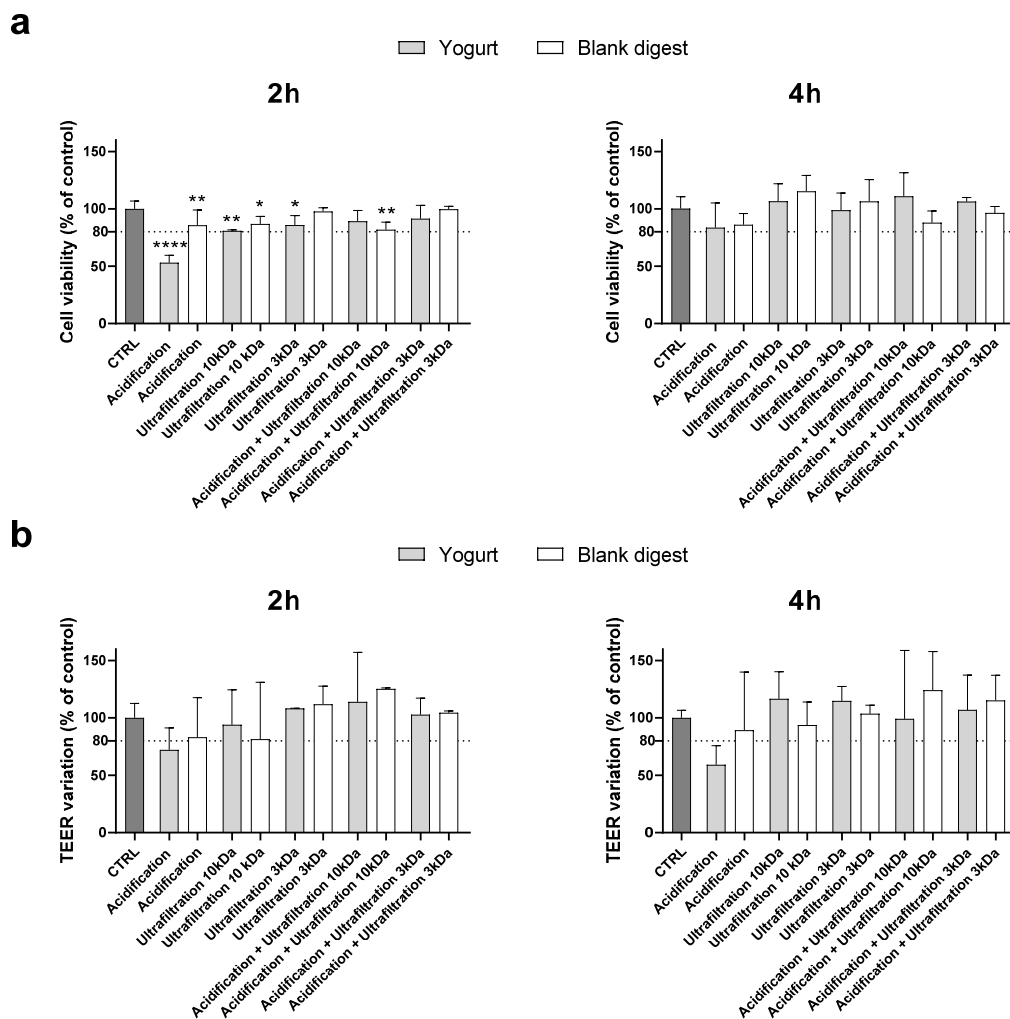 a
Yogurt
Blank digest
2h
Cell viability (% of control)
150
100
80
50
0
**** ** ** * * **
CTRL
Acidification
Acidification
Ultrafiltration 10kDa
Ultrafiltration 10 kDa
Ultrafiltration 3kDa
Ultrafiltration 3kDa
Acidification + Ultrafiltration 10kDa
Acidification + Ultrafiltration 10kDa
Acidification + Ultrafiltration 3kDa
Acidification + Ultrafiltration 3kDa
4h
Cell viability (% of control)
150
100
80
50
0
CTRL
Acidification
Acidification
Ultrafiltration 10kDa
Ultrafiltration 10 kDa
Ultrafiltration 3kDa
Ultrafiltration 3kDa
Acidification + Ultrafiltration 10kDa
Acidification + Ultrafiltration 10kDa
Acidification + Ultrafiltration 3kDa
Acidification + Ultrafiltration 3kDa
b
Yogurt
Blank digest
2h
TEER variation (% of control)
150
100
80
50
0
CTRL
Acidification
Acidification
Ultrafiltration 10kDa
Ultrafiltration 10 kDa
Ultrafiltration 3kDa
Ultrafiltration 3kDa
Acidification + Ultrafiltration 10kDa
Acidification + Ultrafiltration 10kDa
Acidification + Ultrafiltration 3kDa
Acidification + Ultrafiltration 3kDa
4h
TEER variation (% of control)
150
100
80
50
0
CTRL
Acidification
Acidification
Ultrafiltration 10kDa
Ultrafiltration 10 kDa
Ultrafiltration 3kDa
Ultrafiltration 3kDa
Acidification + Ultrafiltration 10kDa
Acidification + Ultrafiltration 10kDa
Acidification + Ultrafiltration 3kDa
Acidification + Ultrafiltration 3kDa